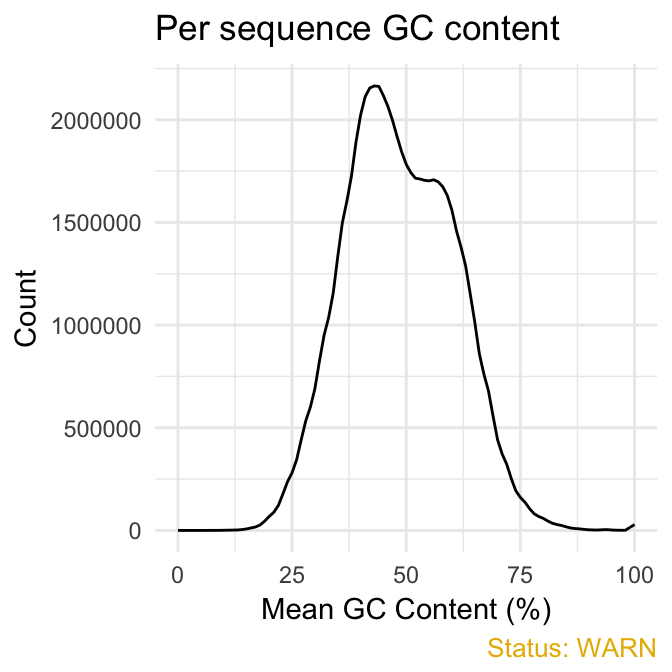 Per sequence GC content
2000000
1500000
1000000
500000
0
Count
0 25 50 75 100
Mean GC Content (%)
Status: WARN